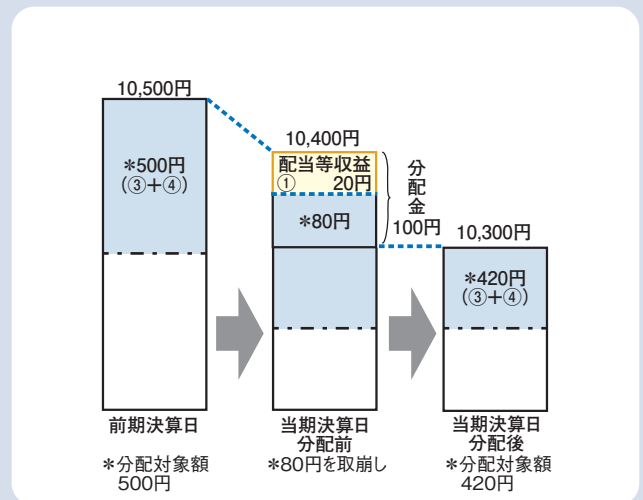 10,500円
*500円
(③+④)
10,400円
配当等収益
① 20円
*80円
分配金
100円
10,300円
*420円
(③+④)
前期決算日
*分配対象額
500円
当期決算日
分配前
*80円を取崩し
当期決算日
分配後
*分配対象額
420円